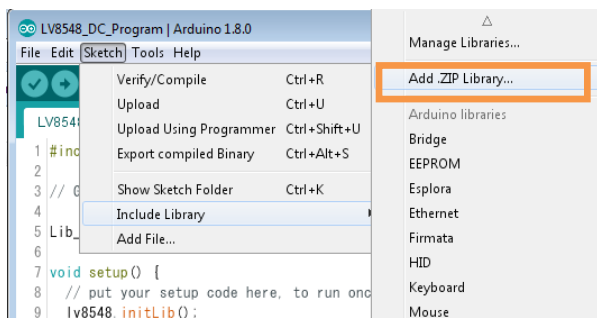 LV8548_DC_Program | Arduino 1.8.0
File Edit Sketch Tools Help
Verify/Compile Ctrl+R
Upload Ctrl+U
Upload Using Programmer Ctrl+Shift+U
Export compiled Binary Ctrl+Alt+S
Show Sketch Folder Ctrl+K
Include Library
Add File...
LV854
1 #inc
2
3 //
4
5 Lib_
6
7 void setup() {
8 // put your setup code here, to run onc
9 lv8548.initLib();
Manage Libraries...
Add .ZIP Library...
Arduino libraries
Bridge
EEPROM
Esplora
Ethernet
Firmata
HID
Keyboard
Mouse